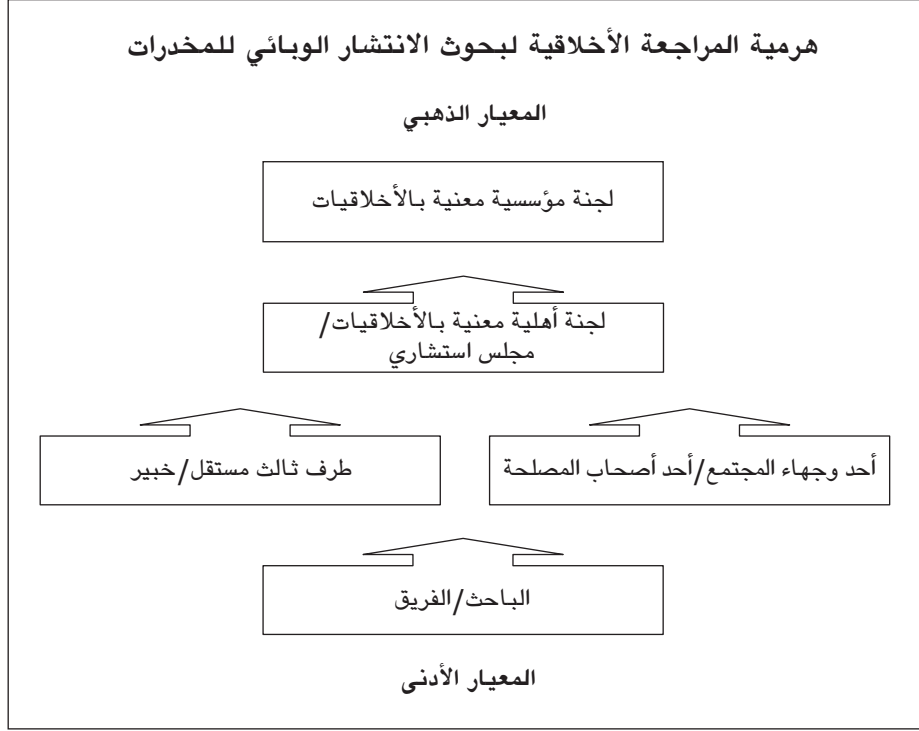 هرمية المراجعة الأخلاقية لبحوث الانتشار الوبائي للمخدرات
المعيار الذهبي
لجنة مؤسسية معنية بالأخلاقيات
لجنة أهلية معنية بالأخلاقيات/
مجلس استشاري
أحد وجهاء المجتمع/أحد أصحاب المصلحة
طرف ثالث مستقل/خبير
الباحث/الفريق
المعيار الأدنى